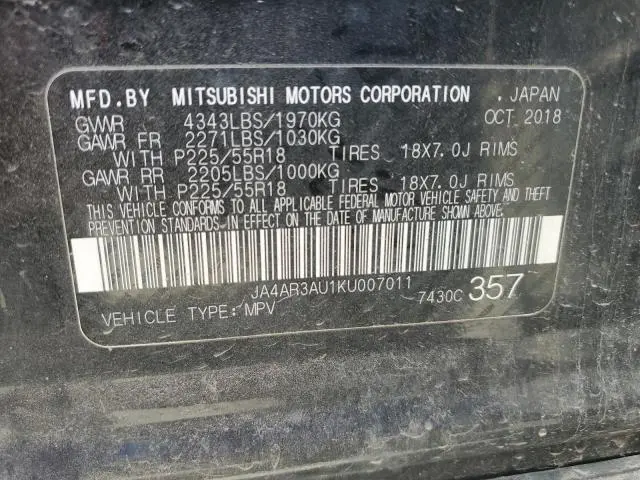 MFD.BY MITSUBISHI MOTORS CORPORATION . JAPAN
GVWR 4343LBS/1970KG OCT 2018
GAWR FR 2271LBS/1030KG
WITH P225/55R18 TIRES 18X7.0J RIMS
GAWR RR 2205LBS/1000KG
WITH P225/55R18 TIRES 18X7.0J RIMS
THIS VEHICLE CONFORMS TO ALL APPLICABLE FEDERAL MOTOR VEHICLE SAFETY AND THEFT
PREVENTION STANDARDS IN EFFECT ON THE DATE OF MANUFACTURE SHOWN ABOVE.
JA4AR3AU1KU007011
7430C 357
VEHICLE TYPE: MPV